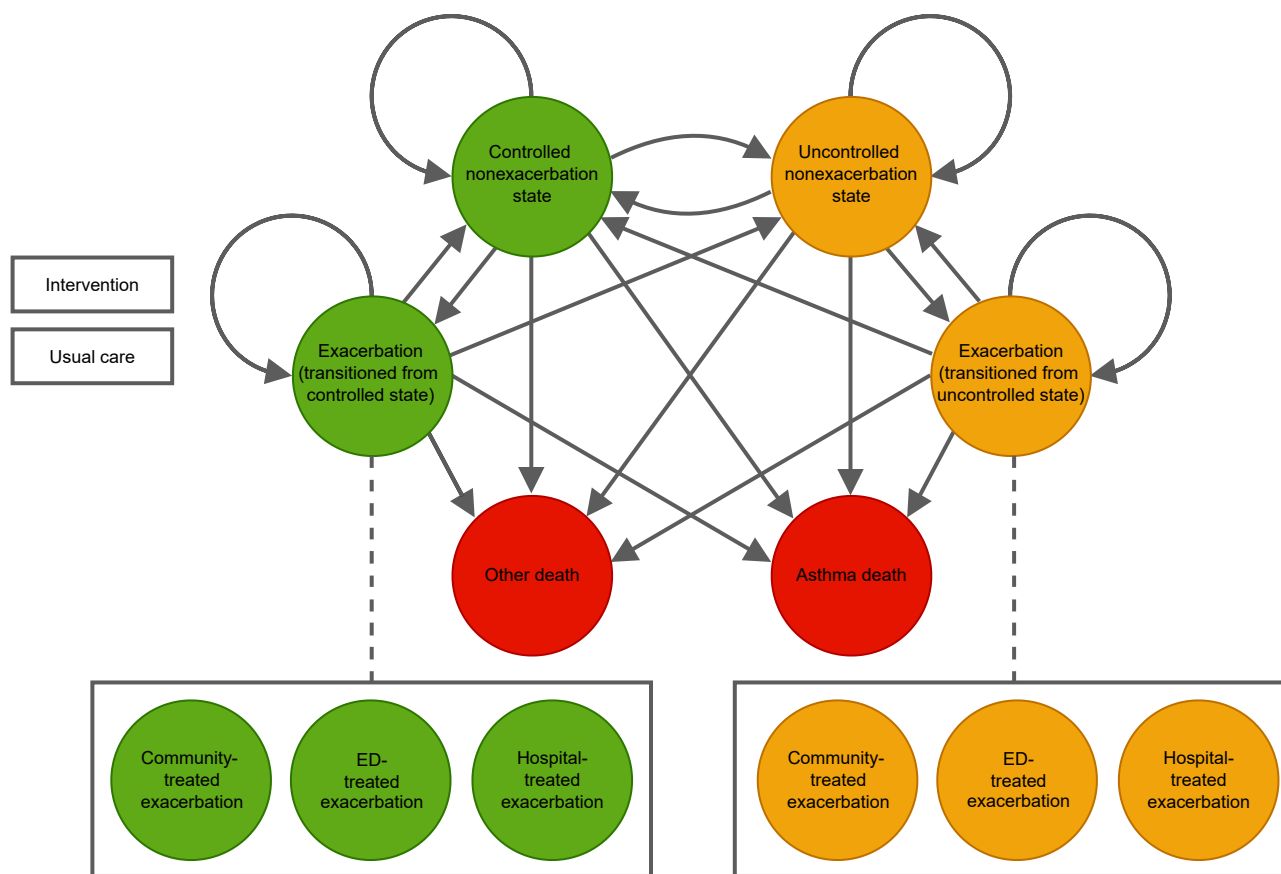 Controlled
nonexacerbation
state
Uncontrolled
nonexacerbation
state
Intervention
Usual care
Exacerbation
(transitioned from
controlled state)
Exacerbation
(transitioned from
uncontrolled state)
Other death
Asthma death
Community-
treated
exacerbation
ED-
treated
exacerbation
Hospital-
treated
exacerbation
Community-
treated
exacerbation
ED-
treated
exacerbation
Hospital-
treated
exacerbation